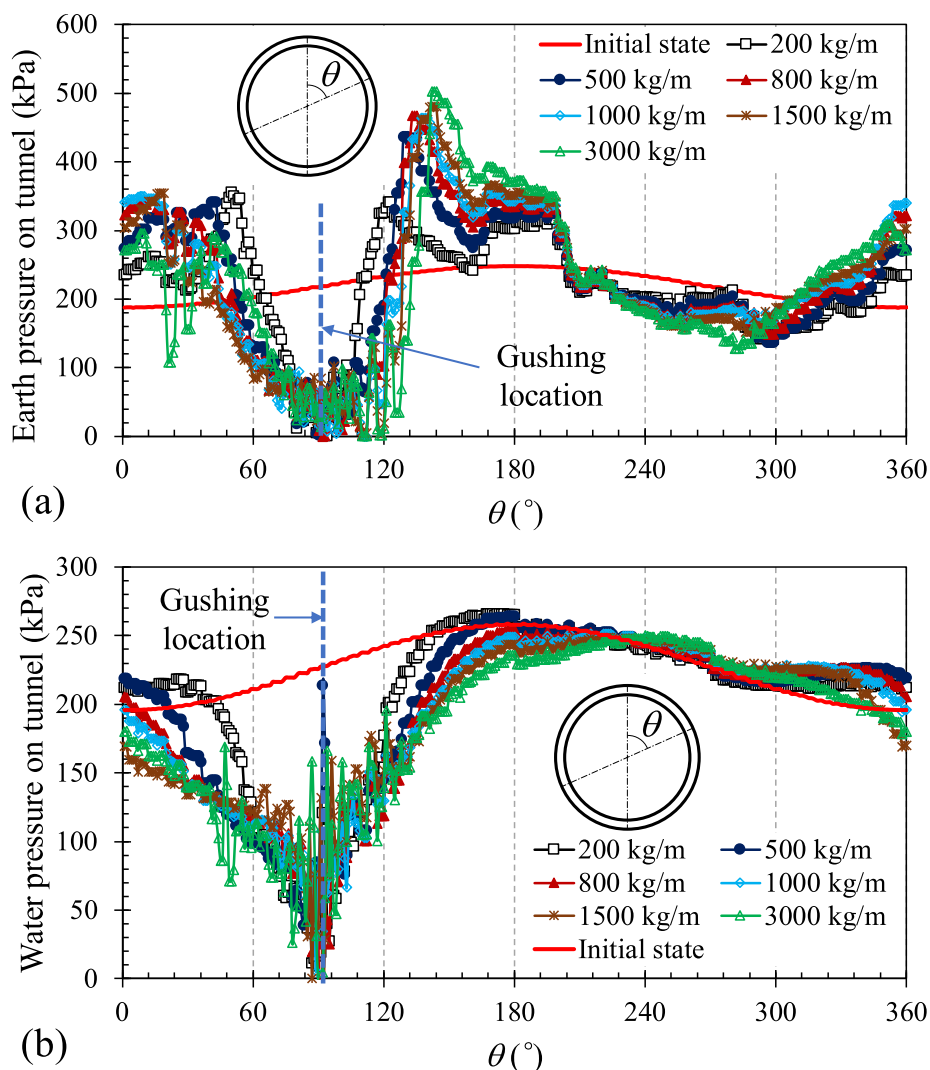 Earth pressure on tunnel (kPa)
600
500
400
300
200
100
0
Initial state
200 kg/m
500 kg/m
800 kg/m
1000 kg/m
1500 kg/m
3000 kg/m
θ
Gushing
location
0 60 120 180 240 300 360
(a)
θ (°)
Water pressure on tunnel (kPa)
300
250
200
150
100
50
0
Gushing
location
θ
200 kg/m
500 kg/m
800 kg/m
1000 kg/m
1500 kg/m
3000 kg/m
Initial state
0 60 120 180 240 300 360
(b)
θ (°)